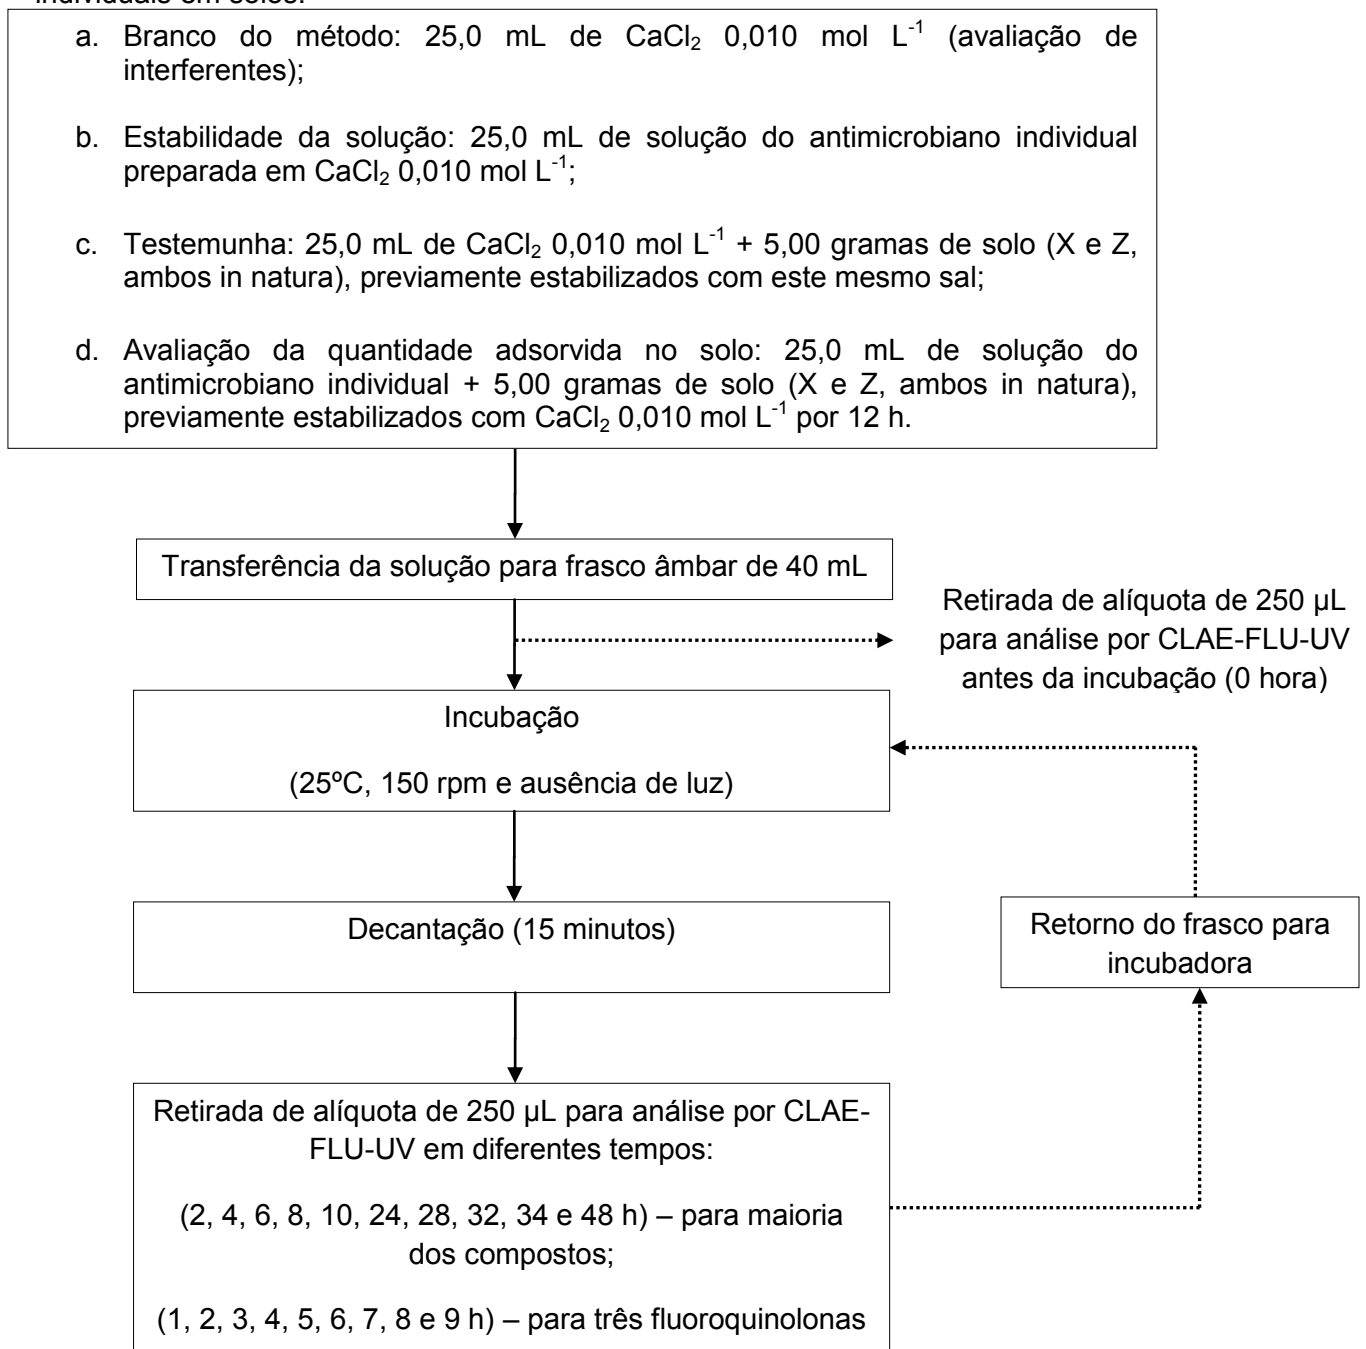 individuais em solos.
a. Branco do método: 25,0 mL de CaCl₂ 0,010 mol L⁻¹ (avaliação de
interferentes);
b. Estabilidade da solução: 25,0 mL de solução do antimicrobiano individual
preparada em CaCl₂ 0,010 mol L⁻¹;
c. Testemunha: 25,0 mL de CaCl₂ 0,010 mol L⁻¹ + 5,00 gramas de solo (X e Z,
ambos in natura), previamente estabilizados com este mesmo sal;
d. Avaliação da quantidade adsorvida no solo: 25,0 mL de solução do
antimicrobiano individual + 5,00 gramas de solo (X e Z, ambos in natura),
previamente estabilizados com CaCl₂ 0,010 mol L⁻¹ por 12 h.
Transferência da solução para frasco âmbar de 40 mL
Retirada de alíquota de 250 µL
para análise por CLAE-FLU-UV
antes da incubação (0 hora)
Incubação
(25ºC, 150 rpm e ausência de luz)
Decantação (15 minutos)
Retorno do frasco para
incubadora
Retirada de alíquota de 250 µL para análise por CLAE-
FLU-UV em diferentes tempos:
(2, 4, 6, 8, 10, 24, 28, 32, 34 e 48 h) – para maioria
dos compostos;
(1, 2, 3, 4, 5, 6, 7, 8 e 9 h) – para três fluoroquinolonas